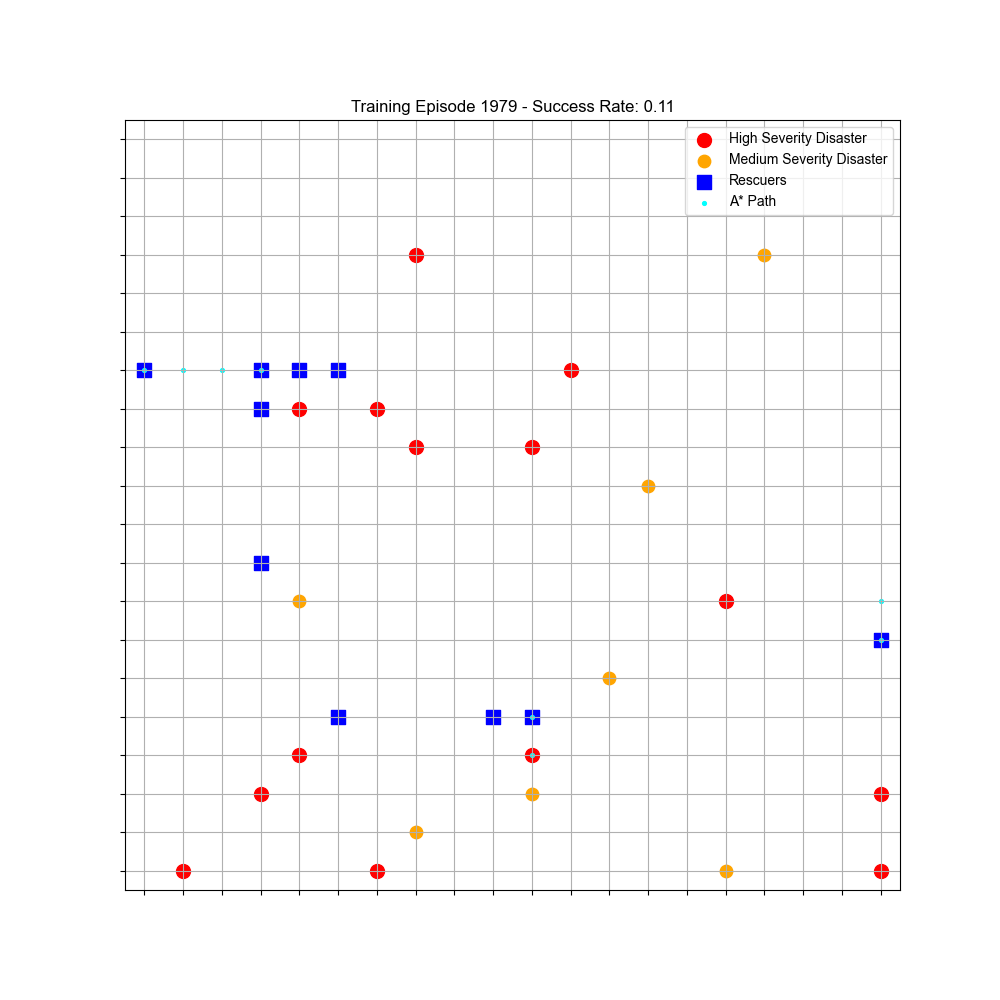 Training Episode 1979 - Success Rate: 0.11
High Severity Disaster
Medium Severity Disaster
Rescuers
A* Path